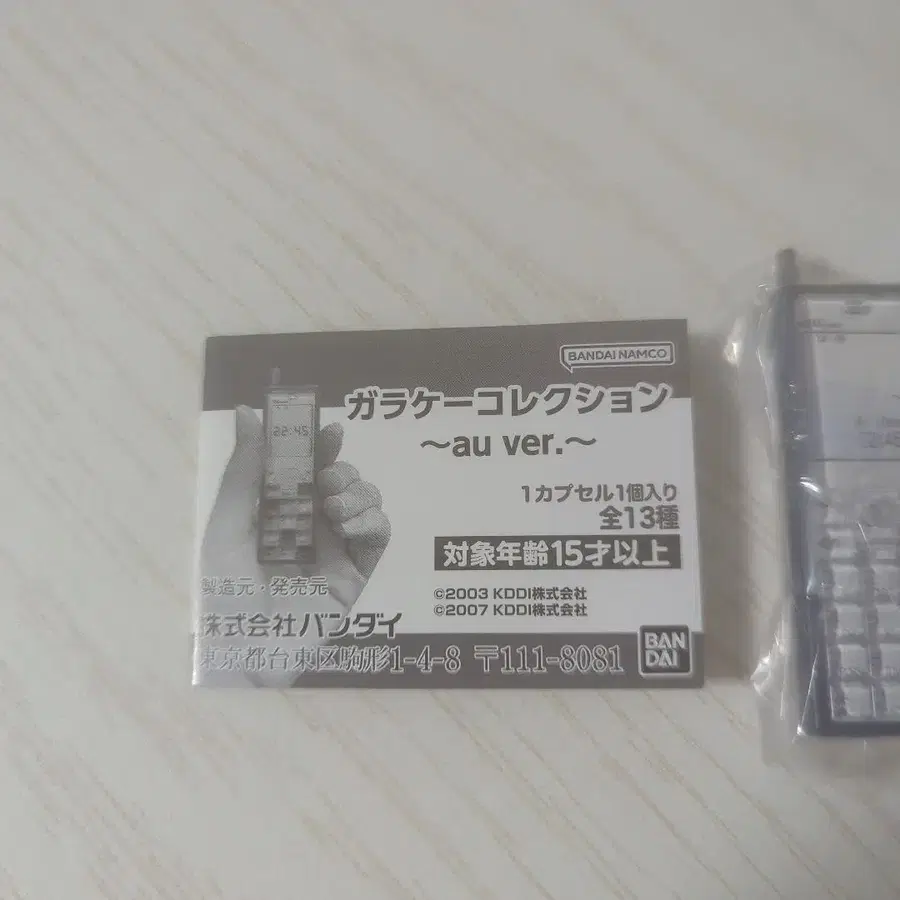 BANDAI NAMCO
ガラケーコレクション
〜au ver.〜
22:45
1カプセル1個入り
全13種
対象年齢15才以上
製造元・発売元
©2003 KDDI株式会社
©2007 KDDI株式会社
株式会社バンダイ
東京都台東区駒形1-4-8 〒111-8081
BAN
DAI